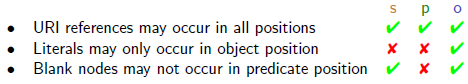 s p o
• URI references may occur in all positions ✔ ✔ ✔
• Literals may only occur in object position ✘ ✘ ✔
• Blank nodes may not occur in predicate position ✔ ✘ ✔